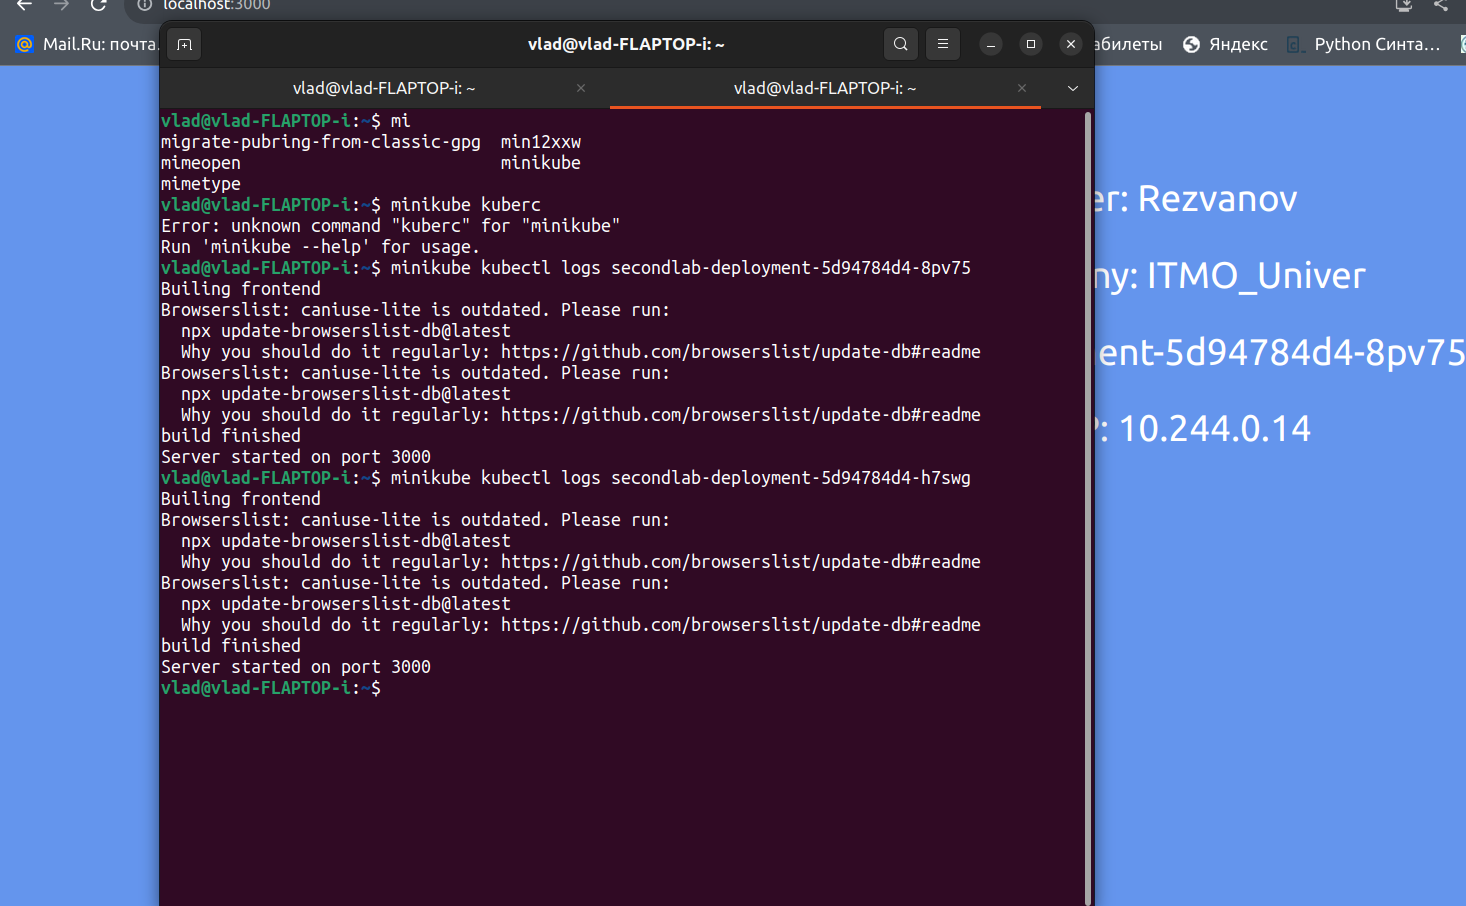 localhost:3000
Mail.Ru: почта
vlad@vlad-FLAPTOP-i: ~
абилеты
Яндекс
Python Синта…
vlad@vlad-FLAPTOP-i: ~
vlad@vlad-FLAPTOP-i: ~
vlad@vlad-FLAPTOP-i:~$ mi
migrate-pubring-from-classic-gpg  min12xxw
mimeopen                          minikube
mimetype
vlad@vlad-FLAPTOP-i:~$ minikube kuberc
Error: unknown command "kuberc" for "minikube"
Run 'minikube --help' for usage.
vlad@vlad-FLAPTOP-i:~$ minikube kubectl logs secondlab-deployment-5d94784d4-8pv75
Builing frontend
Browserslist: caniuse-lite is outdated. Please run:
  npx update-browserslist-db@latest
  Why you should do it regularly: https://github.com/browserslist/update-db#readme
Browserslist: caniuse-lite is outdated. Please run:
  npx update-browserslist-db@latest
  Why you should do it regularly: https://github.com/browserslist/update-db#readme
build finished
Server started on port 3000
vlad@vlad-FLAPTOP-i:~$ minikube kubectl logs secondlab-deployment-5d94784d4-h7swg
Builing frontend
Browserslist: caniuse-lite is outdated. Please run:
  npx update-browserslist-db@latest
  Why you should do it regularly: https://github.com/browserslist/update-db#readme
Browserslist: caniuse-lite is outdated. Please run:
  npx update-browserslist-db@latest
  Why you should do it regularly: https://github.com/browserslist/update-db#readme
build finished
Server started on port 3000
vlad@vlad-FLAPTOP-i:~$
er: Rezvanov
ny: ITMO_Univer
ent-5d94784d4-8pv75
: 10.244.0.14